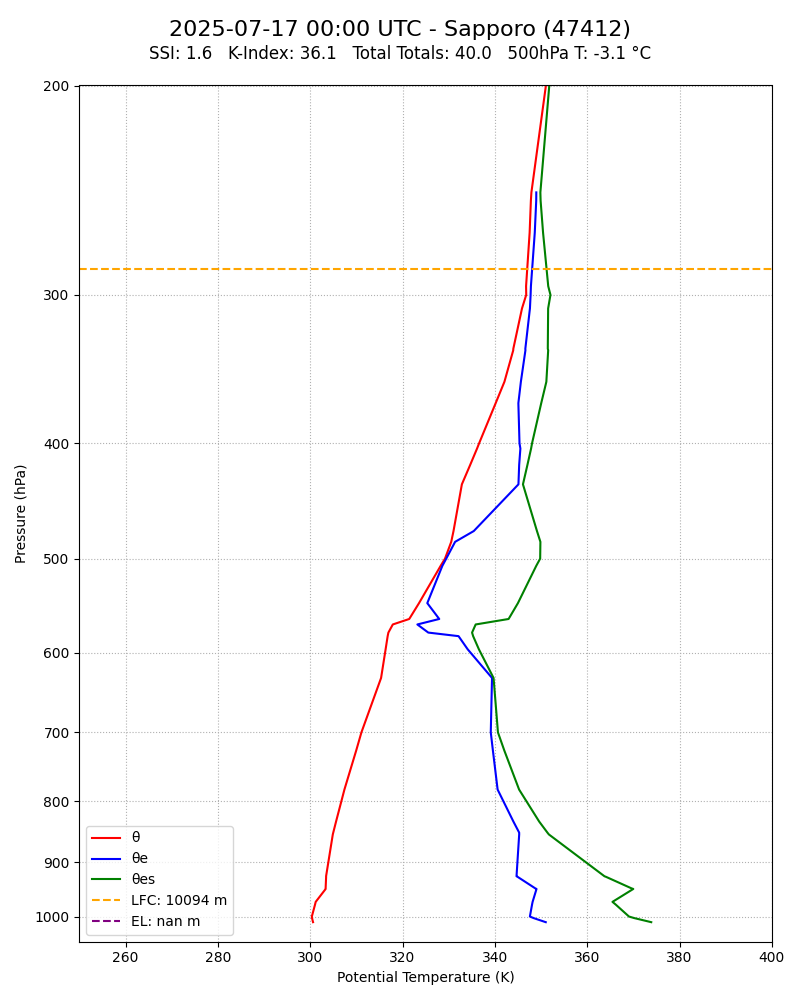 2025-07-17 00:00 UTC - Sapporo (47412)
SSI: 1.6   K-Index: 36.1   Total Totals: 40.0   500hPa T: -3.1 °C
Pressure (hPa)
200
300
400
500
600
700
800
900
1000
θ
θe
θes
LFC: 10094 m
EL: nan m
260 280 300 320 340 360 380 400
Potential Temperature (K)